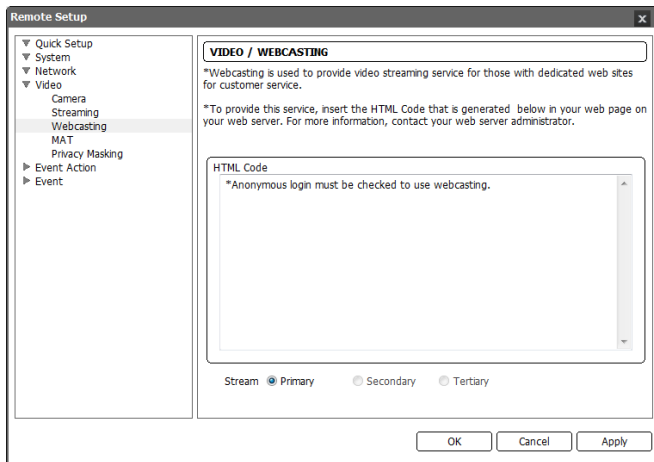 Remote Setup
x
Quick Setup
System
Network
Video
Camera
Streaming
Webcasting
MAT
Privacy Masking
Event Action
Event
VIDEO / WEBCASTING
*Webcasting is used to provide video streaming service for those with dedicated web sites
for customer service.
*To provide this service, insert the HTML Code that is generated below in your web page on
your web server. For more information, contact your web server administrator.
HTML Code
*Anonymous login must be checked to use webcasting.
Stream Primary Secondary Tertiary
OK Cancel Apply